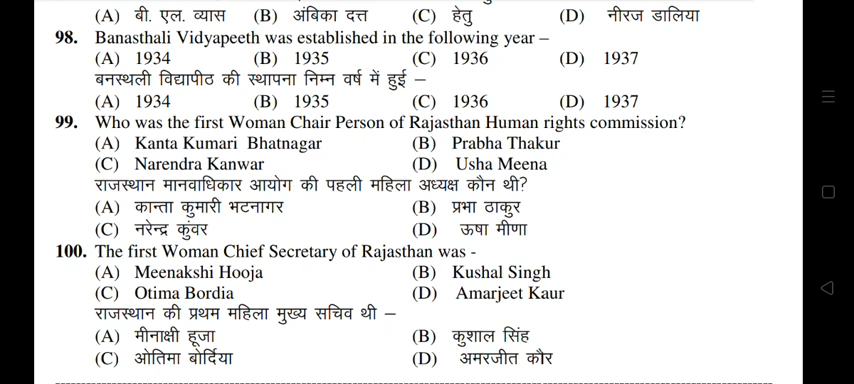 (A) बी. एल. व्यास (B) अंबिका दत्त (C) हेतु (D) नीरज डालिया
98. Banasthali Vidyapeeth was established in the following year –
(A) 1934 (B) 1935 (C) 1936 (D) 1937
बनस्थली विद्यापीठ की स्थापना निम्न वर्ष में हुई –
(A) 1934 (B) 1935 (C) 1936 (D) 1937
99. Who was the first Woman Chair Person of Rajasthan Human rights commission?
(A) Kanta Kumari Bhatnagar (B) Prabha Thakur
(C) Narendra Kanwar (D) Usha Meena
राजस्थान मानवाधिकार आयोग की पहली महिला अध्यक्ष कौन थी?
(A) कान्ता कुमारी भटनागर (B) प्रभा ठाकुर
(C) नरेन्द्र कुंवर (D) ऊषा मीणा
100. The first Woman Chief Secretary of Rajasthan was -
(A) Meenakshi Hooja (B) Kushal Singh
(C) Otima Bordia (D) Amarjeet Kaur
राजस्थान की प्रथम महिला मुख्य सचिव थी –
(A) मीनाक्षी हूजा (B) कुशाल सिंह
(C) ओतिमा बोर्दिया (D) अमरजीत कौर